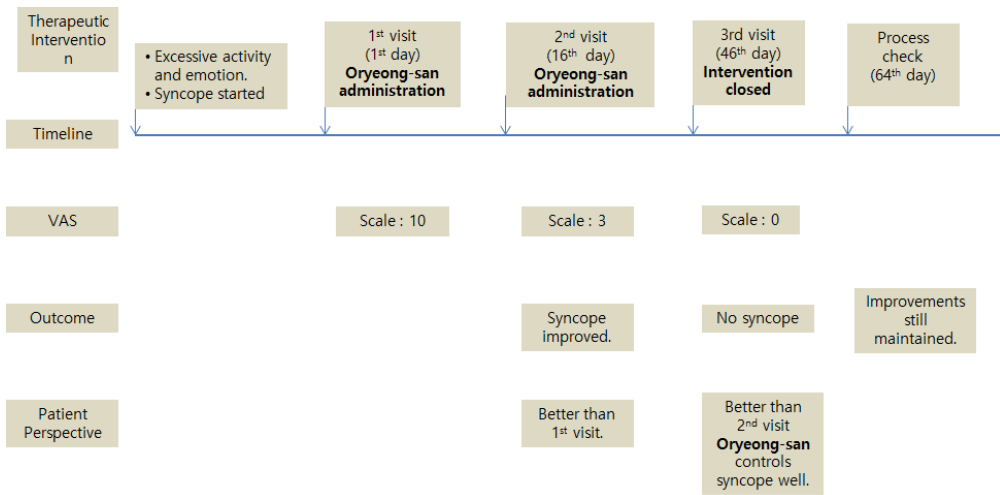 Therapeutic
Interventio
n
• Excessive activity
and emotion.
• Syncope started
1st visit
(1st day)
Oryeong-san
administration
2nd visit
(16th day)
Oryeong-san
administration
3rd visit
(46th day)
Intervention
closed
Process
check
(64th day)
Timeline
VAS
Scale : 10
Scale : 3
Scale : 0
Outcome
Syncope
improved.
No syncope
Improvements
still
maintained.
Patient
Perspective
Better than
1st visit.
Better than
2nd visit
Oryeong-san
controls
syncope well.